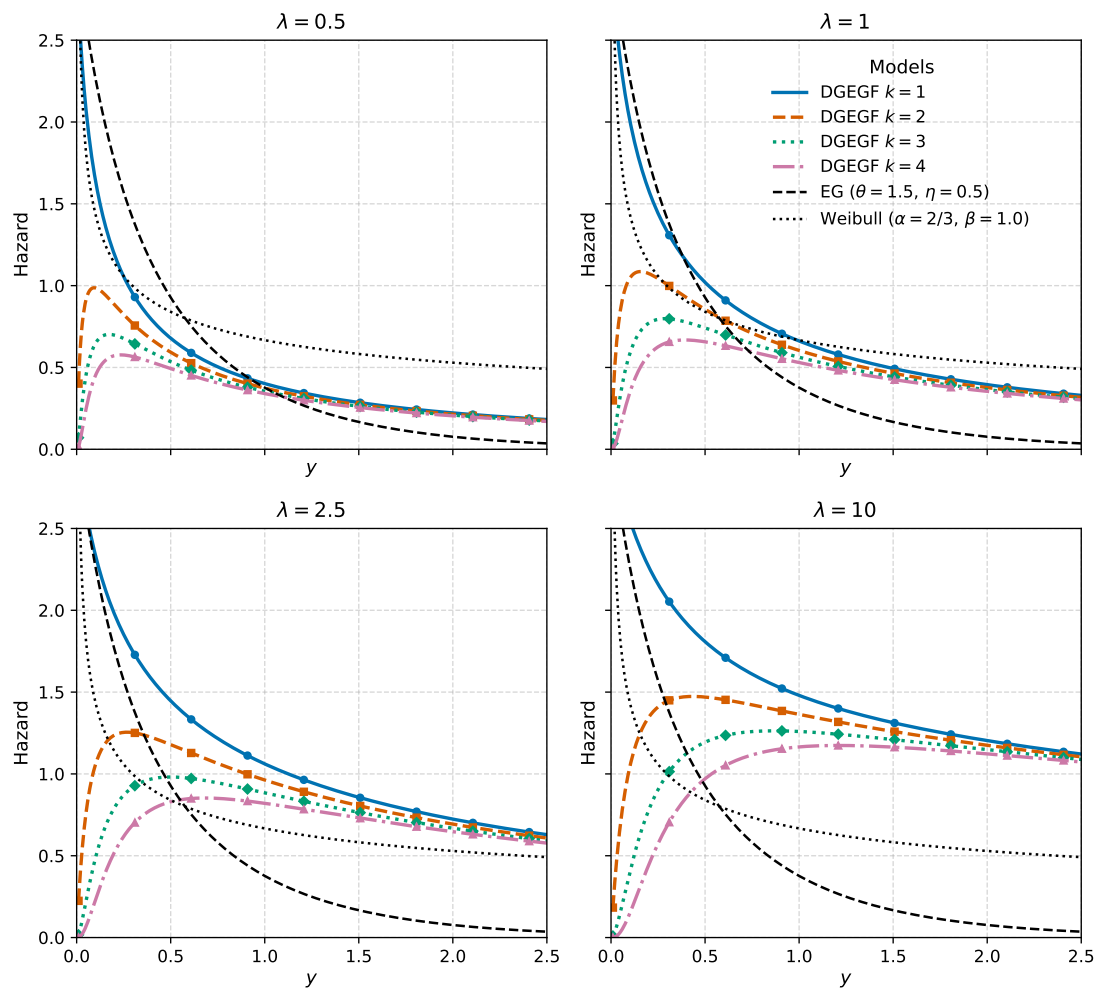 λ = 0.5
2.5
2.0
1.5
1.0
0.5
0.0
Hazard
y
λ = 1
Hazard
y
Models
DGEGF k = 1
DGEGF k = 2
DGEGF k = 3
DGEGF k = 4
EG (θ = 1.5, η = 0.5)
Weibull (α = 2/3, β = 1.0)
λ = 2.5
2.5
2.0
1.5
1.0
0.5
0.0
Hazard
0.0 0.5 1.0 1.5 2.0 2.5
y
λ = 10
Hazard
0.0 0.5 1.0 1.5 2.0 2.5
y